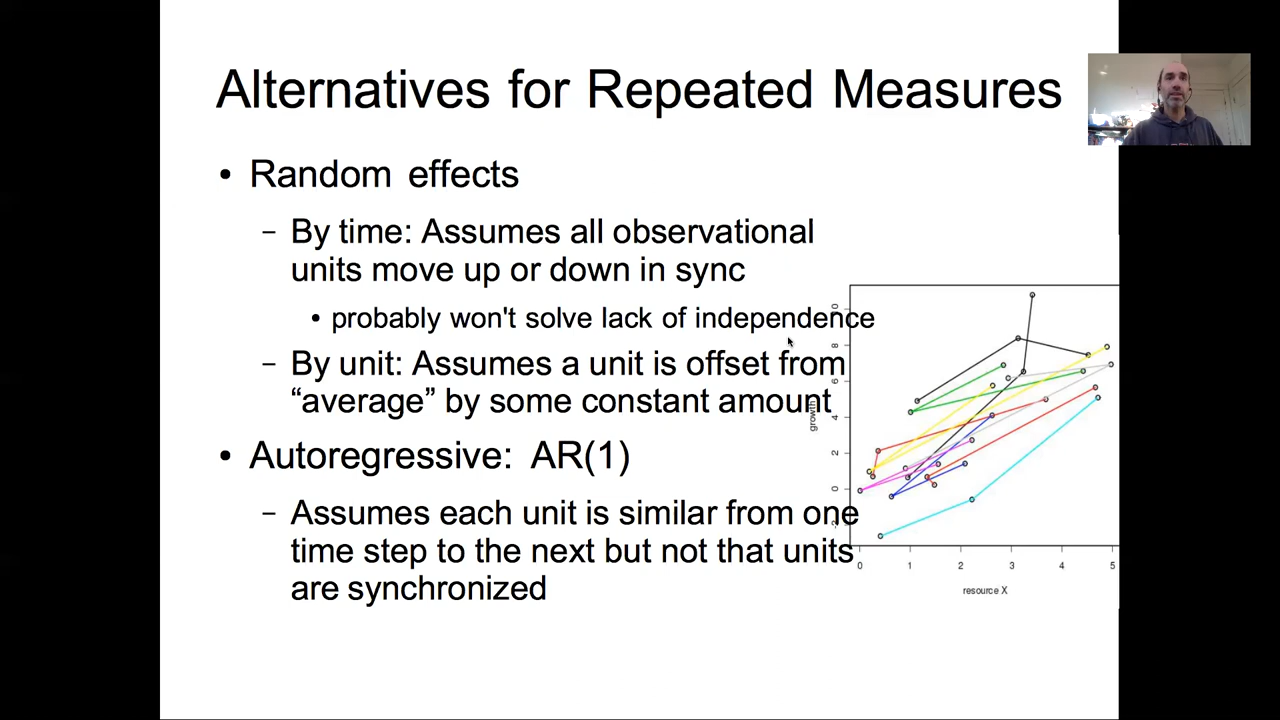 Alternatives for Repeated Measures
• Random effects
– By time: Assumes all observational
units move up or down in sync
• probably won't solve lack of independence
– By unit: Assumes a unit is offset from
“average” by some constant amount
• Autoregressive: AR(1)
– Assumes each unit is similar from one
time step to the next but not that units
are synchronized
growth
10
8
6
4
2
0
-2
0 1 2 3 4 5
resource X